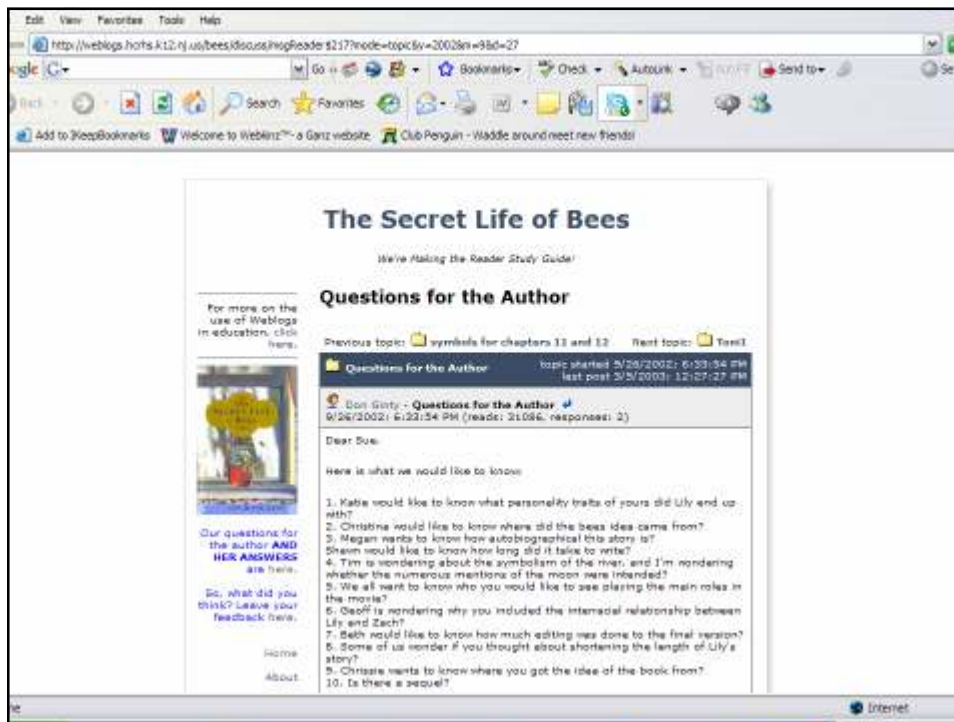 Edit View Favorites Tools Help
http://weblogs.hcrhs.k12.nj.us/bees/discuss/msgReader$217?mode=topic&y=2002&m=9&d=27
Go Bookmarks Check AutoLink AutoFill Send to
Back Search Favorites
Add to IKeepBookmarks Welcome to Webkinz™ - a Ganz website Club Penguin - Waddle around meet new friends!
The Secret Life of Bees
We're Making the Reader Study Guide!
Questions for the Author
For more on the
use of Weblogs
in education, click
here.
Previous topic: symbols for chapters 11 and 12 Next topic: Toni1
Questions for the Author topic started 9/26/2002; 6:33:54 PM
last post 5/5/2003; 12:27:27 PM
Don Ginty - Questions for the Author
9/26/2002; 6:33:54 PM (reads: 21086, responses: 2)
Dear Sue,
Here is what we would like to know:
1. Katie would like to know what personality traits of yours did Lily end up
with?
2. Christina would like to know where did the bees idea came from?
3. Megan wants to know how autobiographical this story is?
Shawn would like to know how long did it take to write?
4. Tim is wondering about the symbolism of the river, and I'm wondering
whether the numerous mentions of the moon were intended?
5. We all want to know who you would like to see playing the main roles in
the movie?
6. Geoff is wondering why you included the interracial relationship between
Lily and Zach?
7. Beth would like to know how much editing was done to the final version?
8. Some of us wonder if you thought about shortening the length of Lily's
story?
9. Chrissie wants to know where you got the idea of the book from?
10. Is there a sequel?
Our questions for
the author AND
HER ANSWERS
are here.
So, what did you
think? Leave your
feedback here.
Home
About
Internet